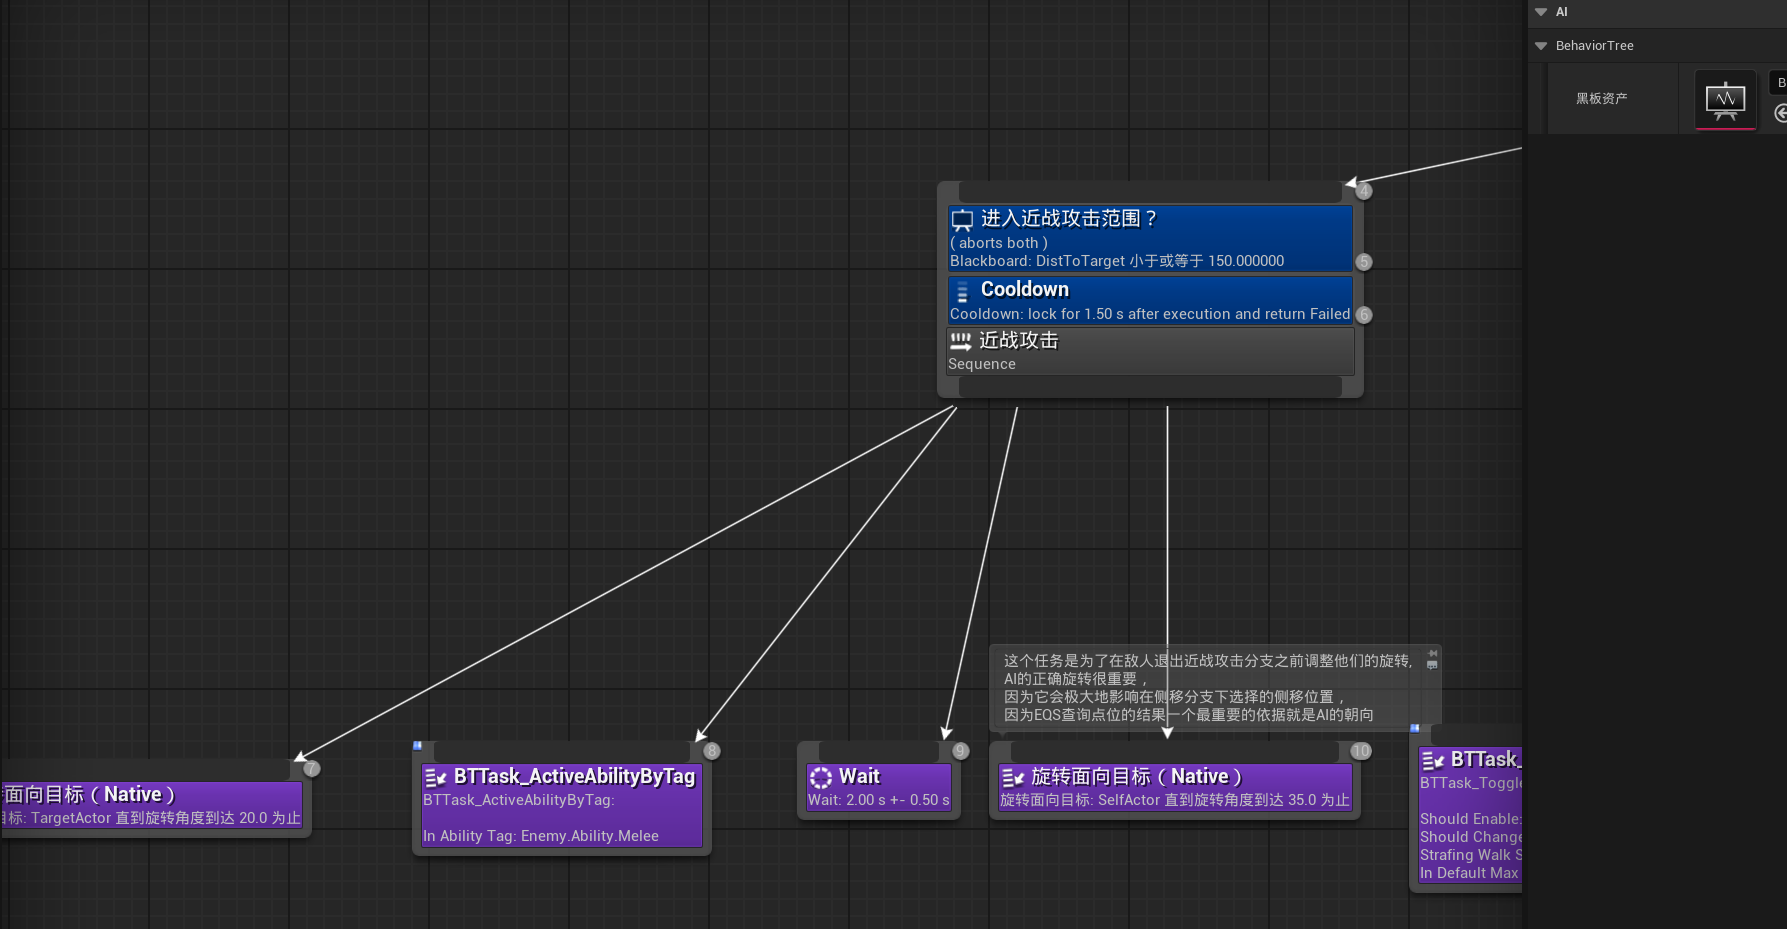 AI
BehaviorTree
黑板资产
B
4
进入近战攻击范围？
( aborts both )
Blackboard: DistToTarget 小于或等于 150.000000
5
Cooldown
Cooldown: lock for 1.50 s after execution and return Failed
6
近战攻击
Sequence
7
面向目标（Native）
目标: TargetActor 直到旋转角度到达 20.0 为止
8
BTTask_ActiveAbilityByTag
BTTask_ActiveAbilityByTag:
In Ability Tag: Enemy.Ability.Melee
9
Wait
Wait: 2.00 s +- 0.50 s
这个任务是为了在敌人退出近战攻击分支之前调整他们的旋转,
AI的正确旋转很重要，
因为它会极大地影响在侧移分支下选择的侧移位置，
因为EQS查询点位的结果一个最重要的依据就是AI的朝向
10
旋转面向目标（Native）
旋转面向目标: SelfActor 直到旋转角度到达 35.0 为止
BTTask_
BTTask_Toggle
Should Enable:
Should Change
Strafing Walk S
In Default Max